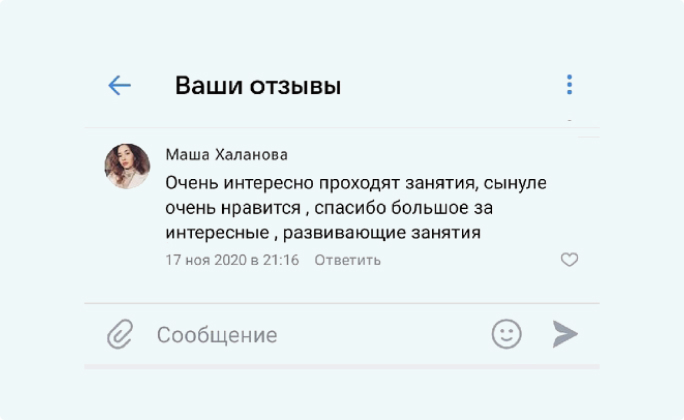 Ваши отзывы
Маша Халанова
Очень интересно проходят занятия, сынуле
очень нравится , спасибо большое за
интересные , развивающие занятия
17 ноя 2020 в 21:16 Ответить
Сообщение